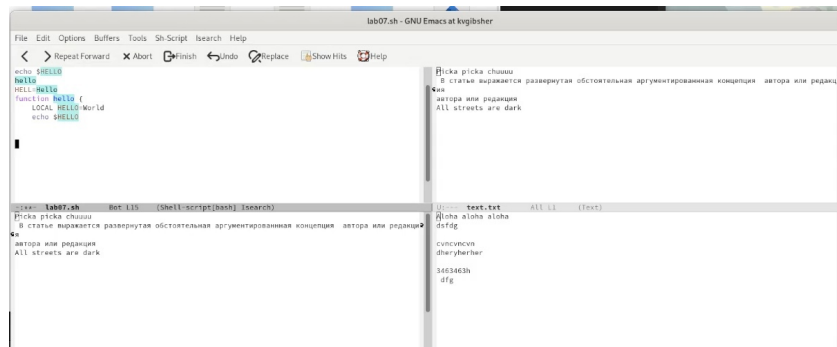 lab07.sh - GNU Emacs at kvgibsher
File Edit Options Buffers Tools Sh-Script Isearch Help
Repeat Forward Abort Finish Undo Replace Show Hits Help
echo $HELLO
hello
HELL=Hello
function hello {
LOCAL HELLO=World
echo $HELLO
-:**- lab07.sh Bot L15 (Shell-script[bash] Isearch)
Picka picka chuuuu
В статье выражается развернутая обстоятельная аргументированнная концепция автора или редакц
ия
автора или редакция
All streets are dark
U:--- text.txt All L1 (Text)
Picka picka chuuuu
В статье выражается развернутая обстоятельная аргументированнная концепция автора или редакци
я
автора или редакция
All streets are dark
Aloha aloha aloha
dsfdg
cvncvncvn
dheryherher
3463463h
dfg